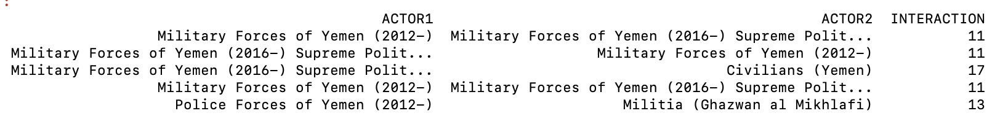 :
ACTOR1 ACTOR2 INTERACTION
Military Forces of Yemen (2012-) Military Forces of Yemen (2016-) Supreme Polit... 11
Military Forces of Yemen (2016-) Supreme Polit... Military Forces of Yemen (2012-) 11
Military Forces of Yemen (2016-) Supreme Polit... Civilians (Yemen) 17
Military Forces of Yemen (2012-) Military Forces of Yemen (2016-) Supreme Polit... 11
Police Forces of Yemen (2012-) Militia (Ghazwan al Mikhlafi) 13